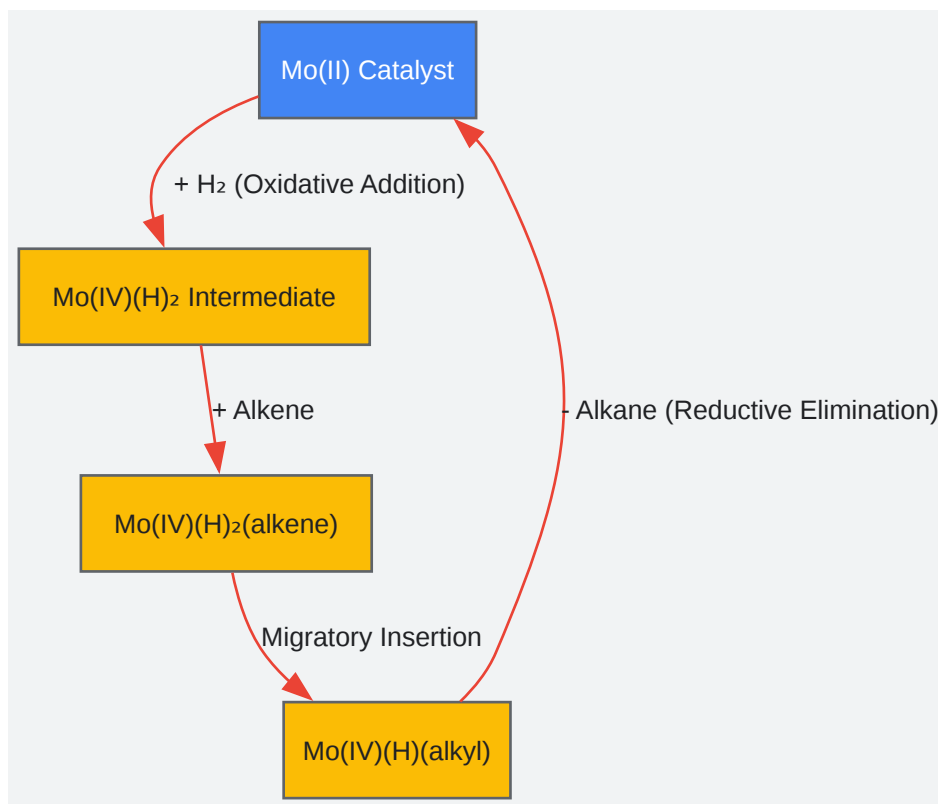 Mo(II) Catalyst
+ H₂ (Oxidative Addition)
Mo(IV)(H)₂ Intermediate
+ Alkene
- Alkane (Reductive Elimination)
Mo(IV)(H)₂(alkene)
Migratory Insertion
Mo(IV)(H)(alkyl)